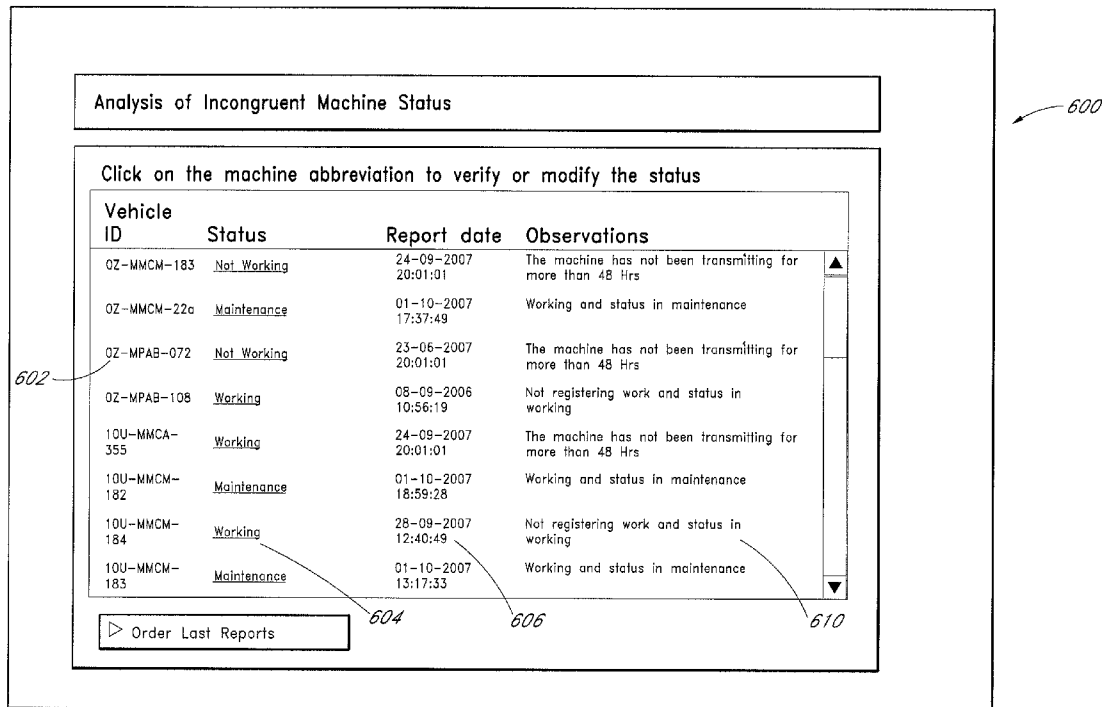 Analysis of Incongruent Machine Status
600
Click on the machine abbreviation to verify or modify the status
Vehicle
ID Status Report date Observations
0Z-MMCM-183 Not Working 24-09-2007 The machine has not been transmitting for
20:01:01 more than 48 Hrs
0Z-MMCM-22a Maintenance 01-10-2007 Working and status in maintenance
17:37:49
0Z-MPAB-072 Not Working 23-06-2007 The machine has not been transmitting for
20:01:01 more than 48 Hrs
602
0Z-MPAB-108 Working 08-09-2006 Not registering work and status in
10:56:19 working
10U-MMCA- Working 24-09-2007 The machine has not been transmitting for
355 20:01:01 more than 48 Hrs
10U-MMCM- Maintenance 01-10-2007 Working and status in maintenance
182 18:59:28
10U-MMCM- Working 28-09-2007 Not registering work and status in
184 12:40:49 working
10U-MMCM- Maintenance 01-10-2007 Working and status in maintenance
183 13:17:33
604 606 610
Order Last Reports